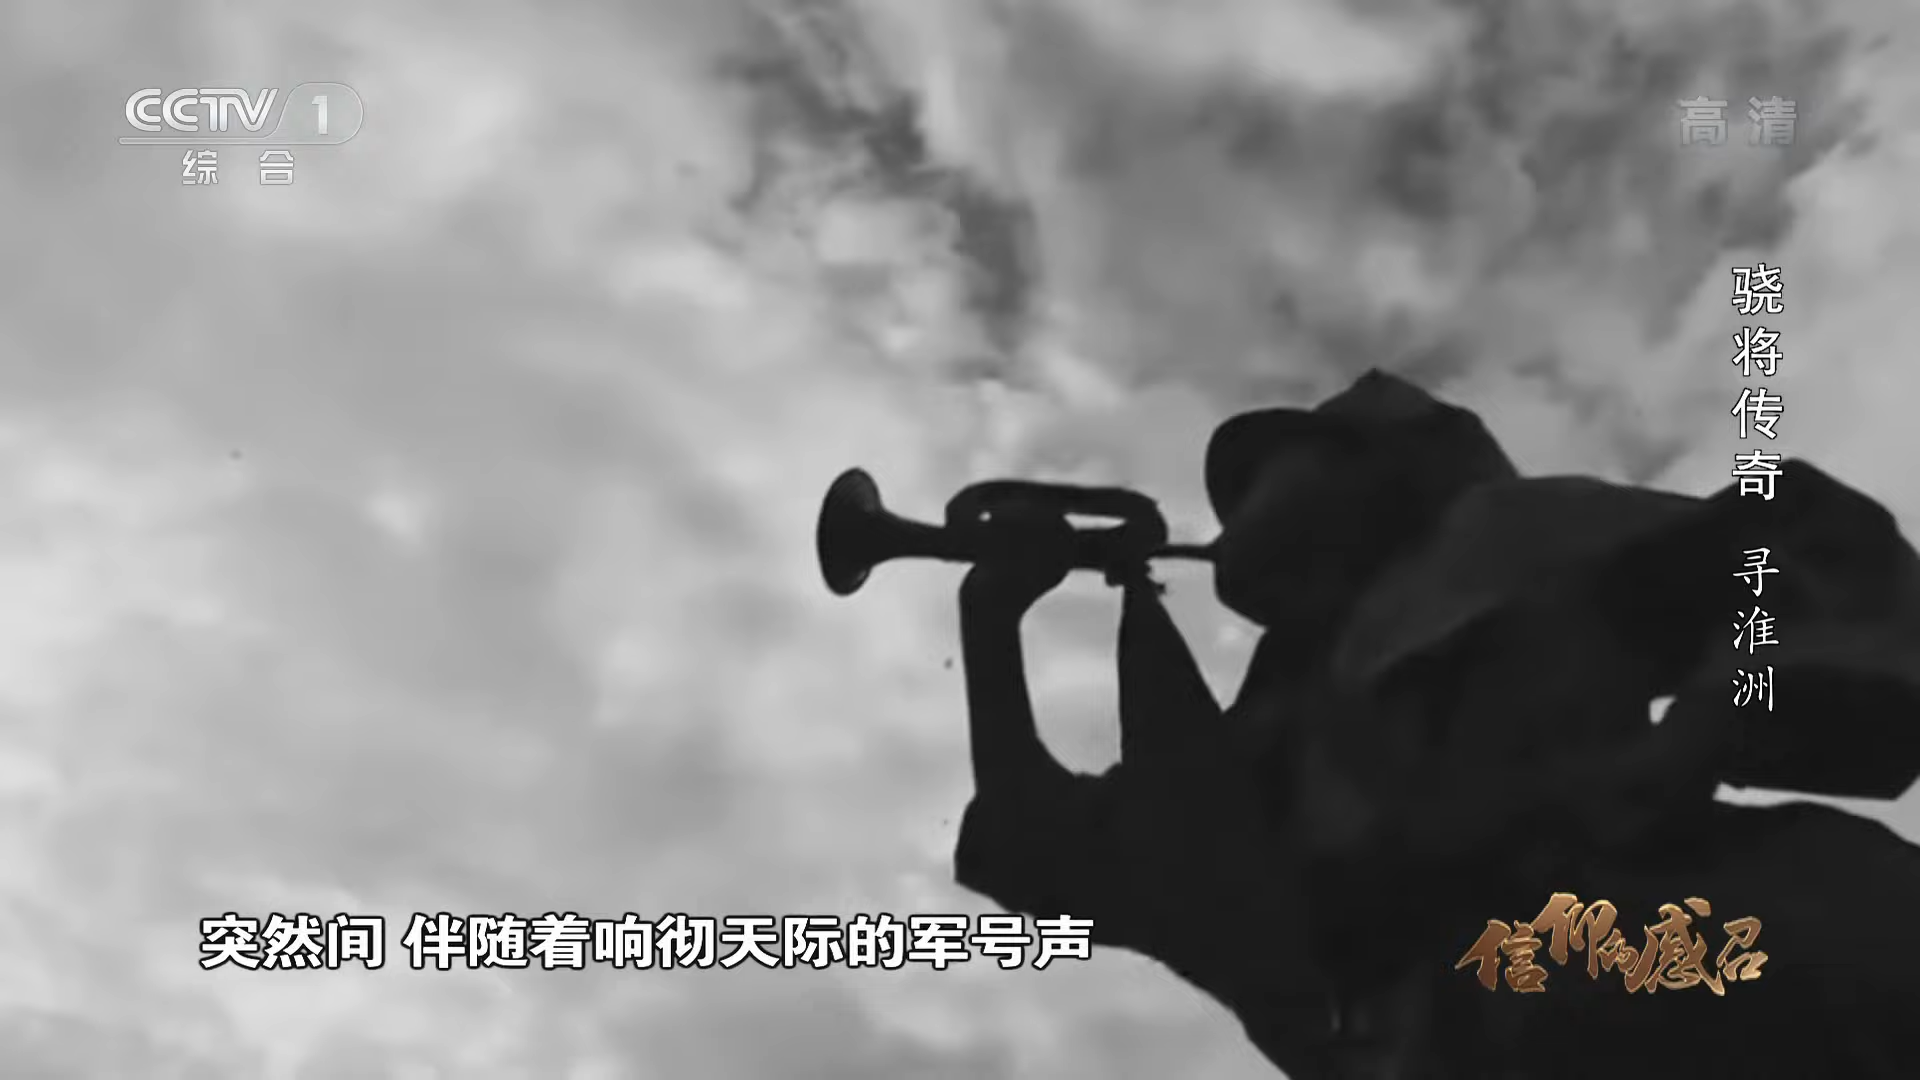 CCTV 1
综合
高清
骁将传奇 寻淮洲
突然间 伴随着响彻天际的军号声
信仰的感召